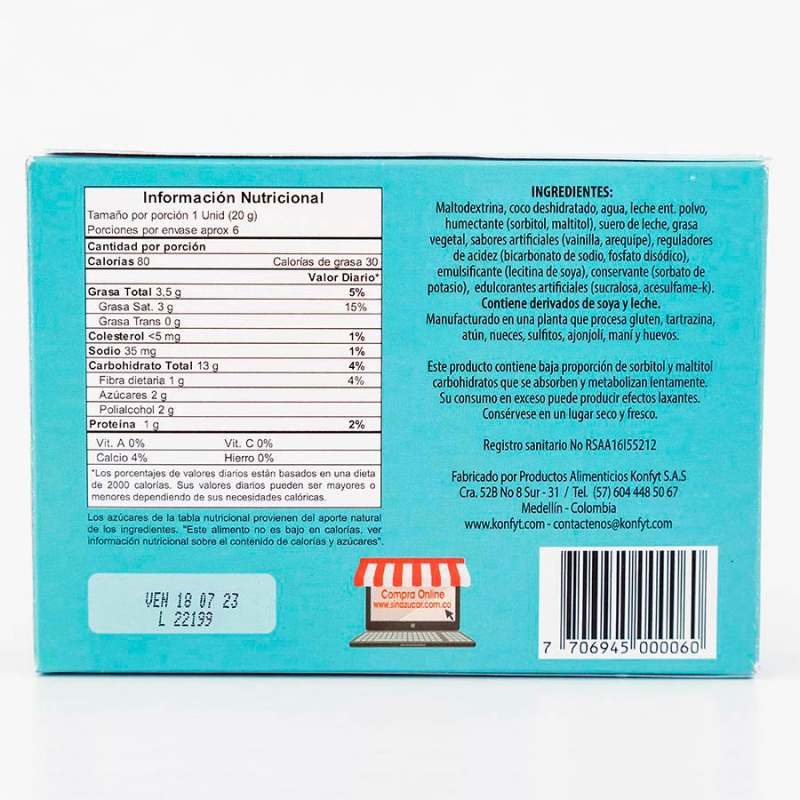 Información Nutricional
Tamaño por porción 1 Unid (20 g)
Porciones por envase aprox 6
Cantidad por porción
Calorías 80 Calorías de grasa 30
Valor Diario*
Grasa Total 3,5 g 5%
Grasa Sat. 3 g 15%
Grasa Trans 0 g
Colesterol <5 mg 1%
Sodio 35 mg 1%
Carbohidrato Total 13 g 4%
Fibra dietaria 1 g 4%
Azúcares 2 g
Polialcohol 2 g
Proteína 1 g 2%
Vit. A 0% Vit. C 0%
Calcio 4% Hierro 0%
*Los porcentajes de valores diarios están basados en una dieta
de 2000 calorías. Sus valores diarios pueden ser mayores o
menores dependiendo de sus necesidades calóricas.
Los azúcares de la tabla nutricional provienen del aporte natural
de los ingredientes. "Este alimento no es bajo en calorías, ver
información nutricional sobre el contenido de calorías y azúcares".
VEN 18 07 23
L 22199
INGREDIENTES:
Maltodextrina, coco deshidratado, agua, leche ent. polvo,
humectante (sorbitol, maltitol), suero de leche, grasa
vegetal, sabores artificiales (vainilla, arequipe), reguladores
de acidez (bicarbonato de sodio, fosfato disódico),
emulsificante (lecitina de soya), conservante (sorbato de
potasio), edulcorantes artificiales (sucralosa, acesulfame-k).
Contiene derivados de soya y leche.
Manufacturado en una planta que procesa gluten, tartrazina,
atún, nueces, sulfitos, ajonjolí, maní y huevos.
Este producto contiene baja proporción de sorbitol y maltitol
carbohidratos que se absorben y metabolizan lentamente.
Su consumo en exceso puede producir efectos laxantes.
Consérvese en un lugar seco y fresco.
Registro sanitario No RSAA16I55212
Fabricado por Productos Alimenticios Konfyt S.A.S
Cra. 52B No 8 Sur - 31 / Tel. (57) 604 448 50 67
Medellín - Colombia
www.konfyt.com - contactenos@konfyt.com
Compra Online
www.sinazucar.com.co
7 706945 000060